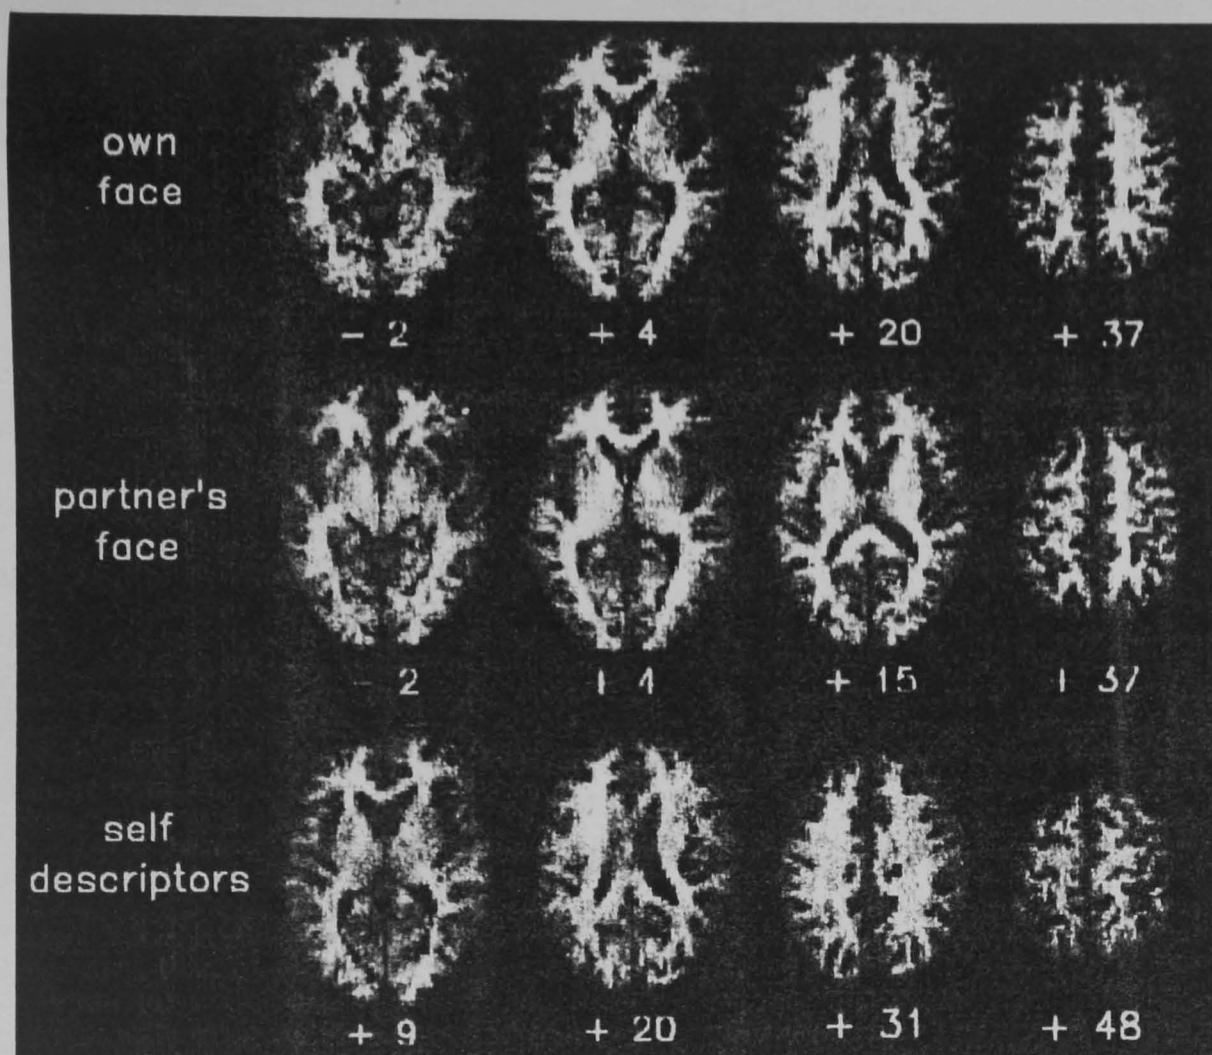 own
face
- 2
+ 4
+ 20
+ 37
partner's
face
- 2
+ 4
+ 15
+ 37
self
descriptors
+ 9
+ 20
+ 31
+ 48